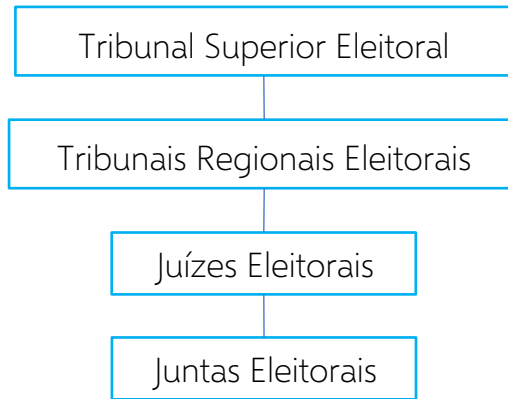 Tribunal Superior Eleitoral
Tribunais Regionais Eleitorais
Juízes Eleitorais
Juntas Eleitorais